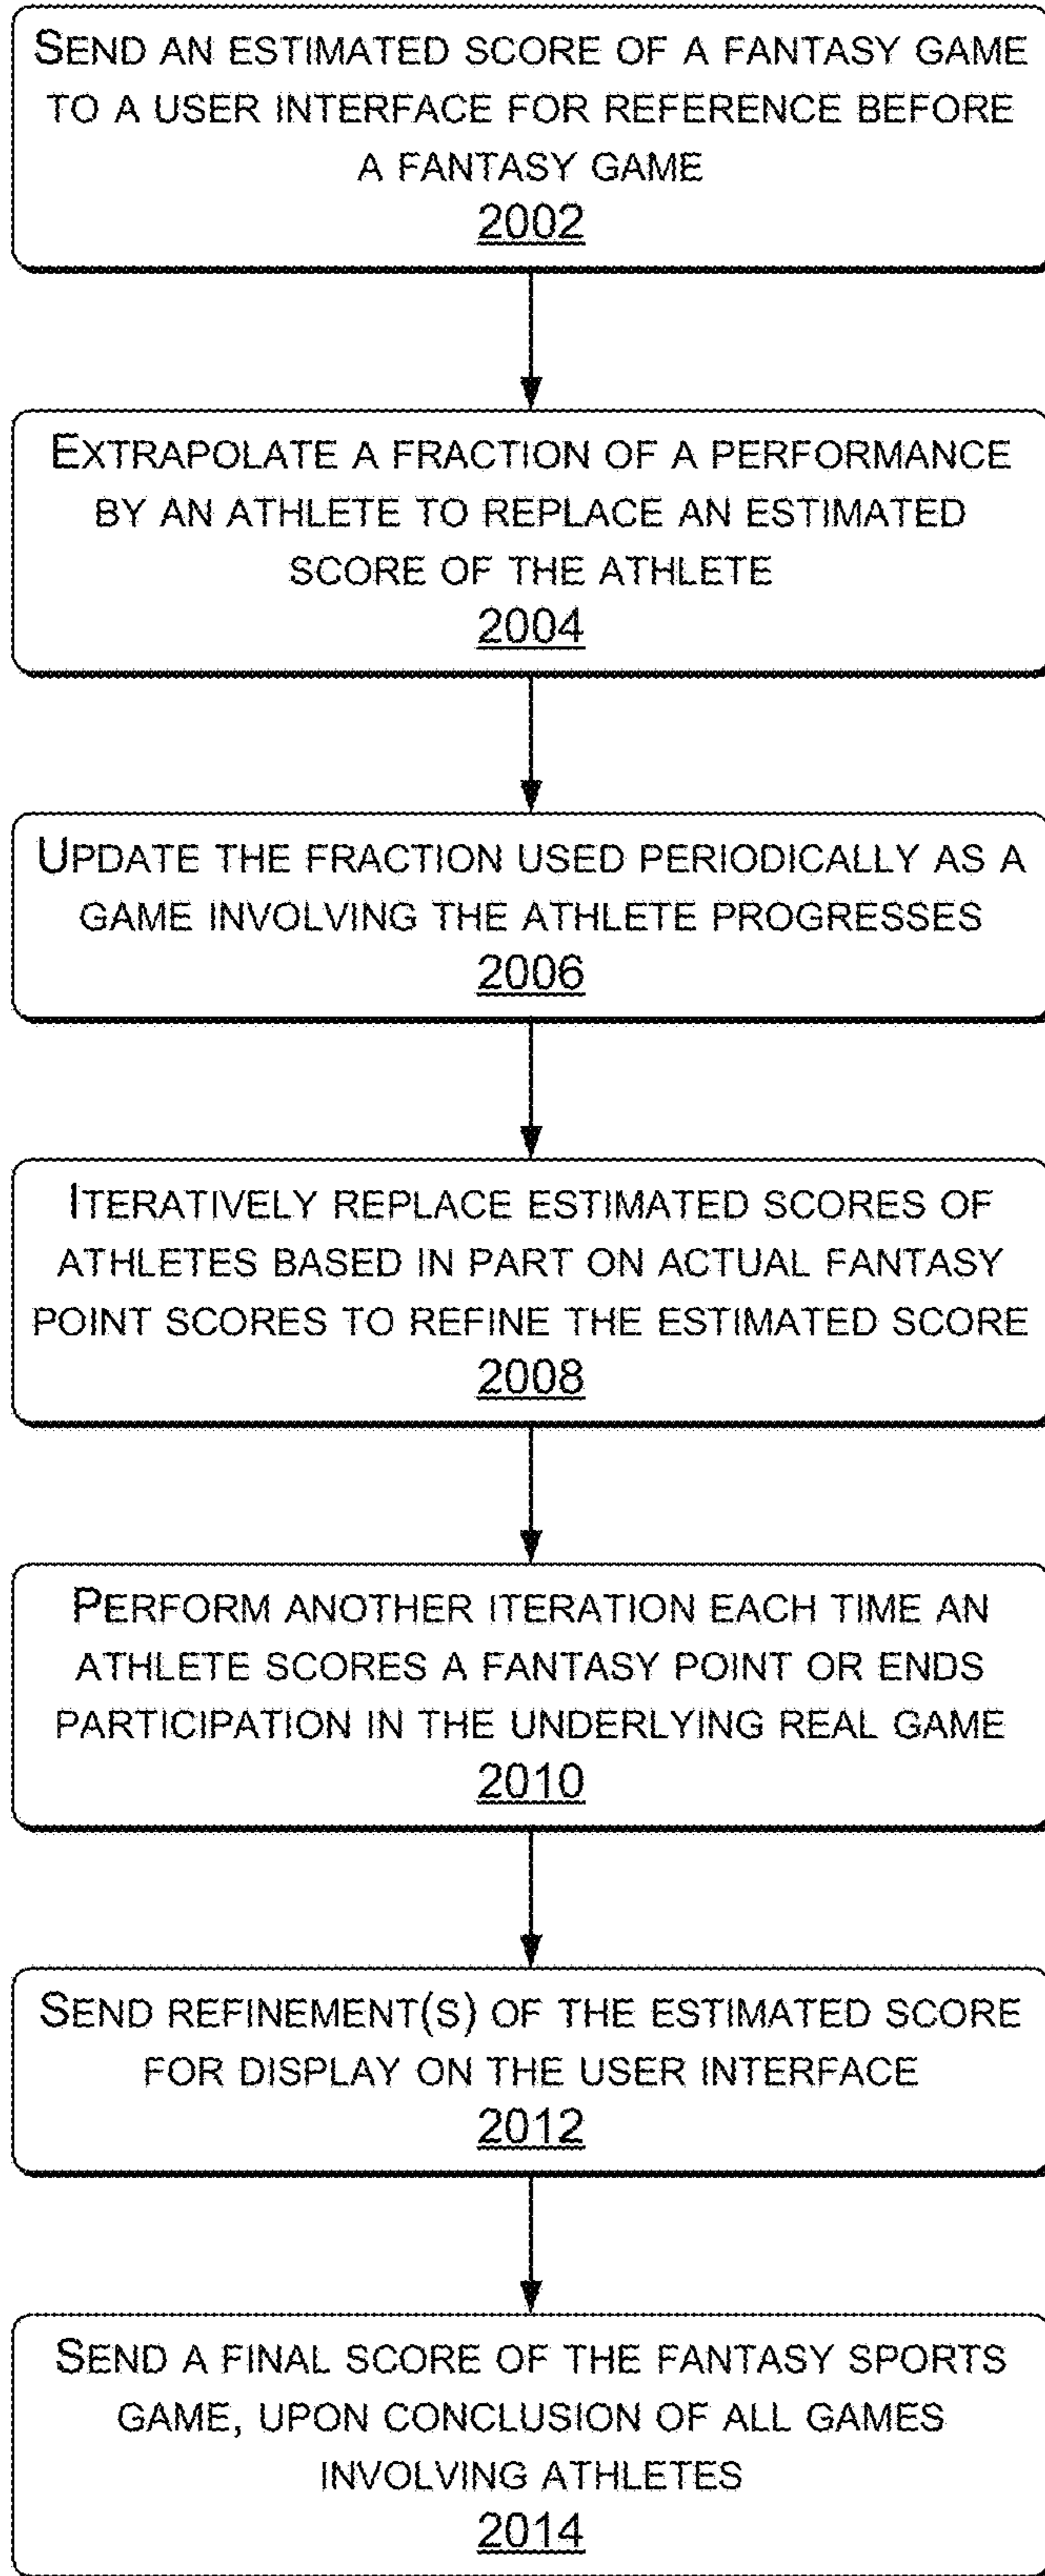 SEND AN ESTIMATED SCORE OF A FANTASY GAME
TO A USER INTERFACE FOR REFERENCE BEFORE
A FANTASY GAME
2002
EXTRAPOLATE A FRACTION OF A PERFORMANCE
BY AN ATHLETE TO REPLACE AN ESTIMATED
SCORE OF THE ATHLETE
2004
UPDATE THE FRACTION USED PERIODICALLY AS A
GAME INVOLVING THE ATHLETE PROGRESSES
2006
ITERATIVELY REPLACE ESTIMATED SCORES OF
ATHLETES BASED IN PART ON ACTUAL FANTASY
POINT SCORES TO REFINE THE ESTIMATED SCORE
2008
PERFORM ANOTHER ITERATION EACH TIME AN
ATHLETE SCORES A FANTASY POINT OR ENDS
PARTICIPATION IN THE UNDERLYING REAL GAME
2010
SEND REFINEMENT(S) OF THE ESTIMATED SCORE
FOR DISPLAY ON THE USER INTERFACE
2012
SEND A FINAL SCORE OF THE FANTASY SPORTS
GAME, UPON CONCLUSION OF ALL GAMES
INVOLVING ATHLETES
2014